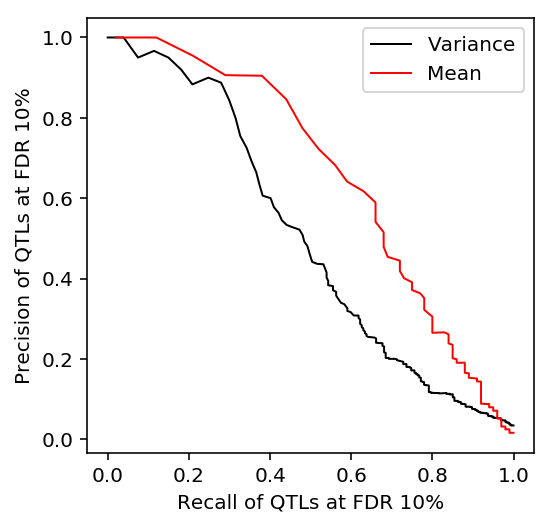 Variance
Mean
Precision of QTLs at FDR 10%
1.0
0.8
0.6
0.4
0.2
0.0
0.0 0.2 0.4 0.6 0.8 1.0
Recall of QTLs at FDR 10%